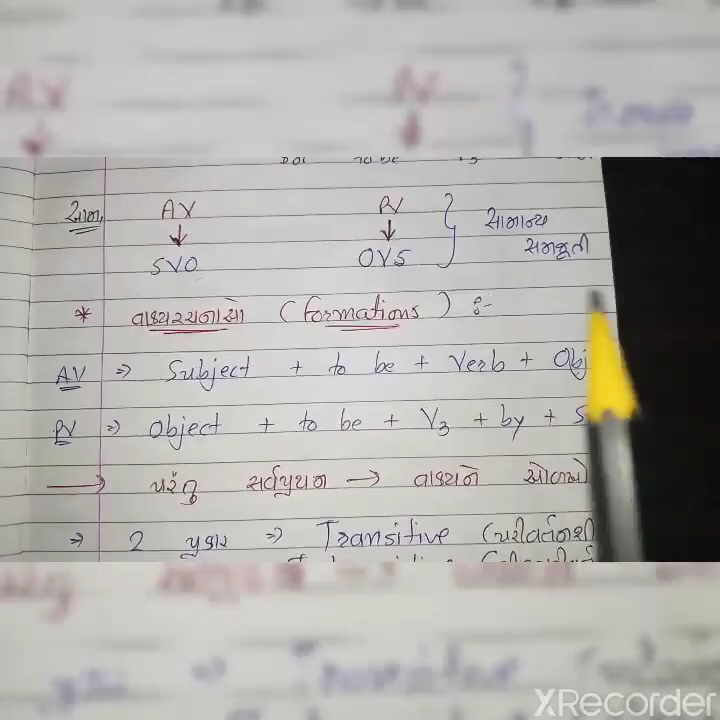 આમ, AV PV } સામાન્ય
↓ ↓ સમજૂતી
SVO OVS
* વાક્યરચનાઓ (Formations) :-
AV ⇒ Subject + to be + Verb + Obj
PV ⇒ Object + to be + V3 + by + S
→ પરંતુ સર્વપ્રથમ → વાક્યને ઓળખો
⇒ 2 પ્રકાર ⇒ Transitive (પરીવર્તનશી
XRecorder